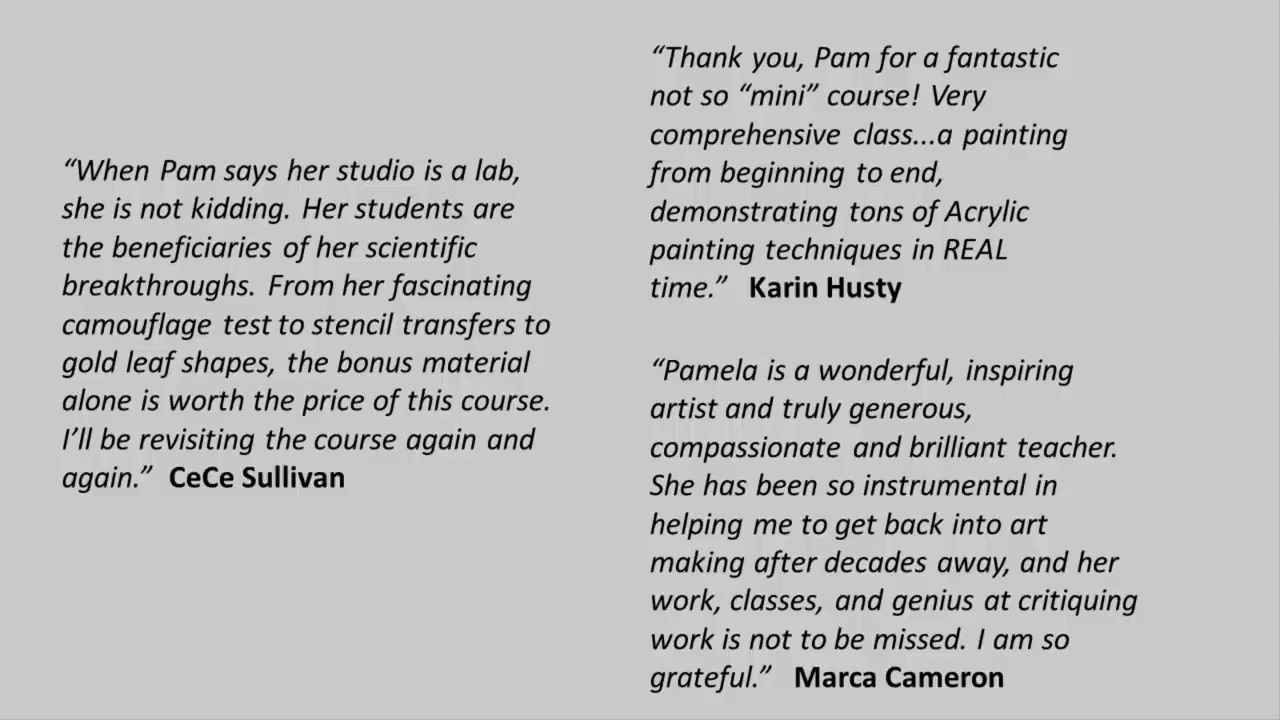 “When Pam says her studio is a lab,
she is not kidding. Her students are
the beneficiaries of her scientific
breakthroughs. From her fascinating
camouflage test to stencil transfers to
gold leaf shapes, the bonus material
alone is worth the price of this course.
I’ll be revisiting the course again and
again.” CeCe Sullivan
“Thank you, Pam for a fantastic
not so “mini” course! Very
comprehensive class...a painting
from beginning to end,
demonstrating tons of Acrylic
painting techniques in REAL
time.” Karin Husty
“Pamela is a wonderful, inspiring
artist and truly generous,
compassionate and brilliant teacher.
She has been so instrumental in
helping me to get back into art
making after decades away, and her
work, classes, and genius at critiquing
work is not to be missed. I am so
grateful.” Marca Cameron